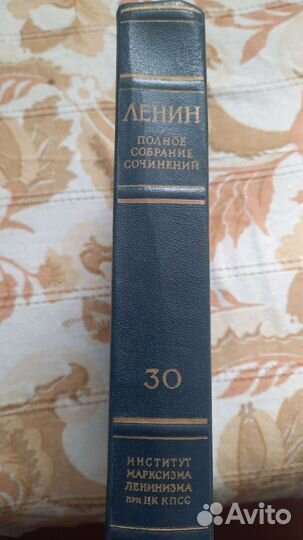 ЛЕНИН
ПОЛНОЕ
СОБРАНИЕ
СОЧИНЕНИЙ
30
ИНСТИТУТ
МАРКСИЗМА
ЛЕНИНИЗМА
ПРИ ЦК КПСС
Avito